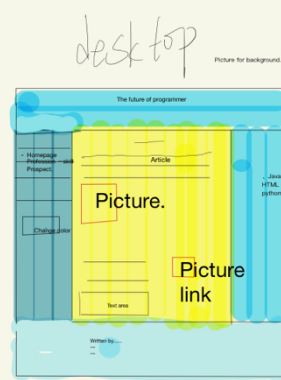 desktop
Picture for background.
The future of programmer
Homepage
Profession skill
Prospect.
Change color
Article
Picture.
Picture
link
Text area
Written by.....
Java
HTML
python